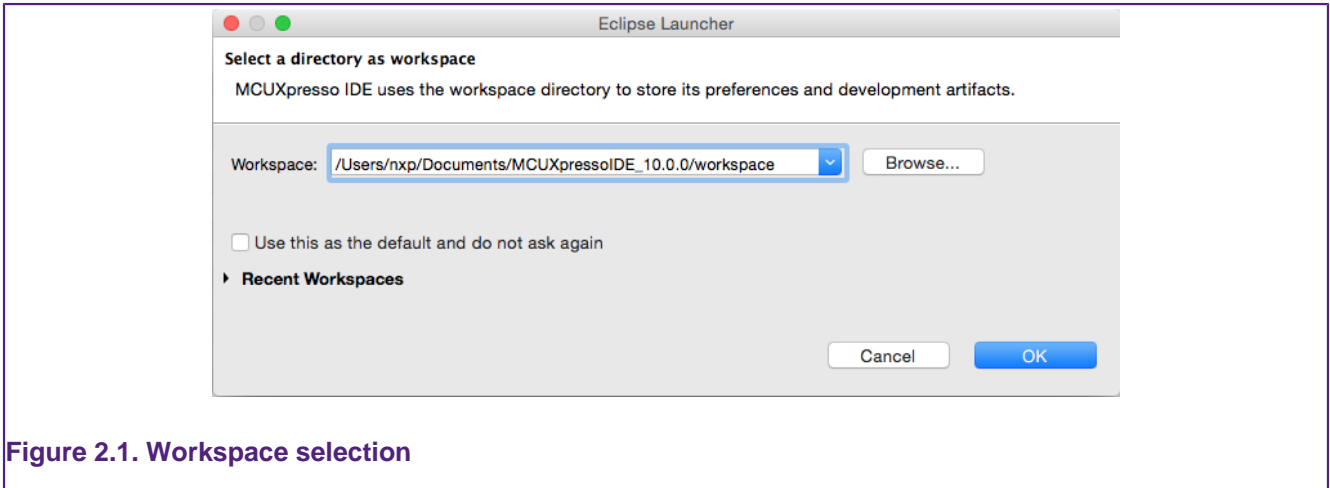 Eclipse Launcher
Select a directory as workspace
MCUXpresso IDE uses the workspace directory to store its preferences and development artifacts.
Workspace: /Users/nxp/Documents/MCUXpressoIDE_10.0.0/workspace Browse...
Use this as the default and do not ask again
Recent Workspaces
Cancel OK
Figure 2.1. Workspace selection